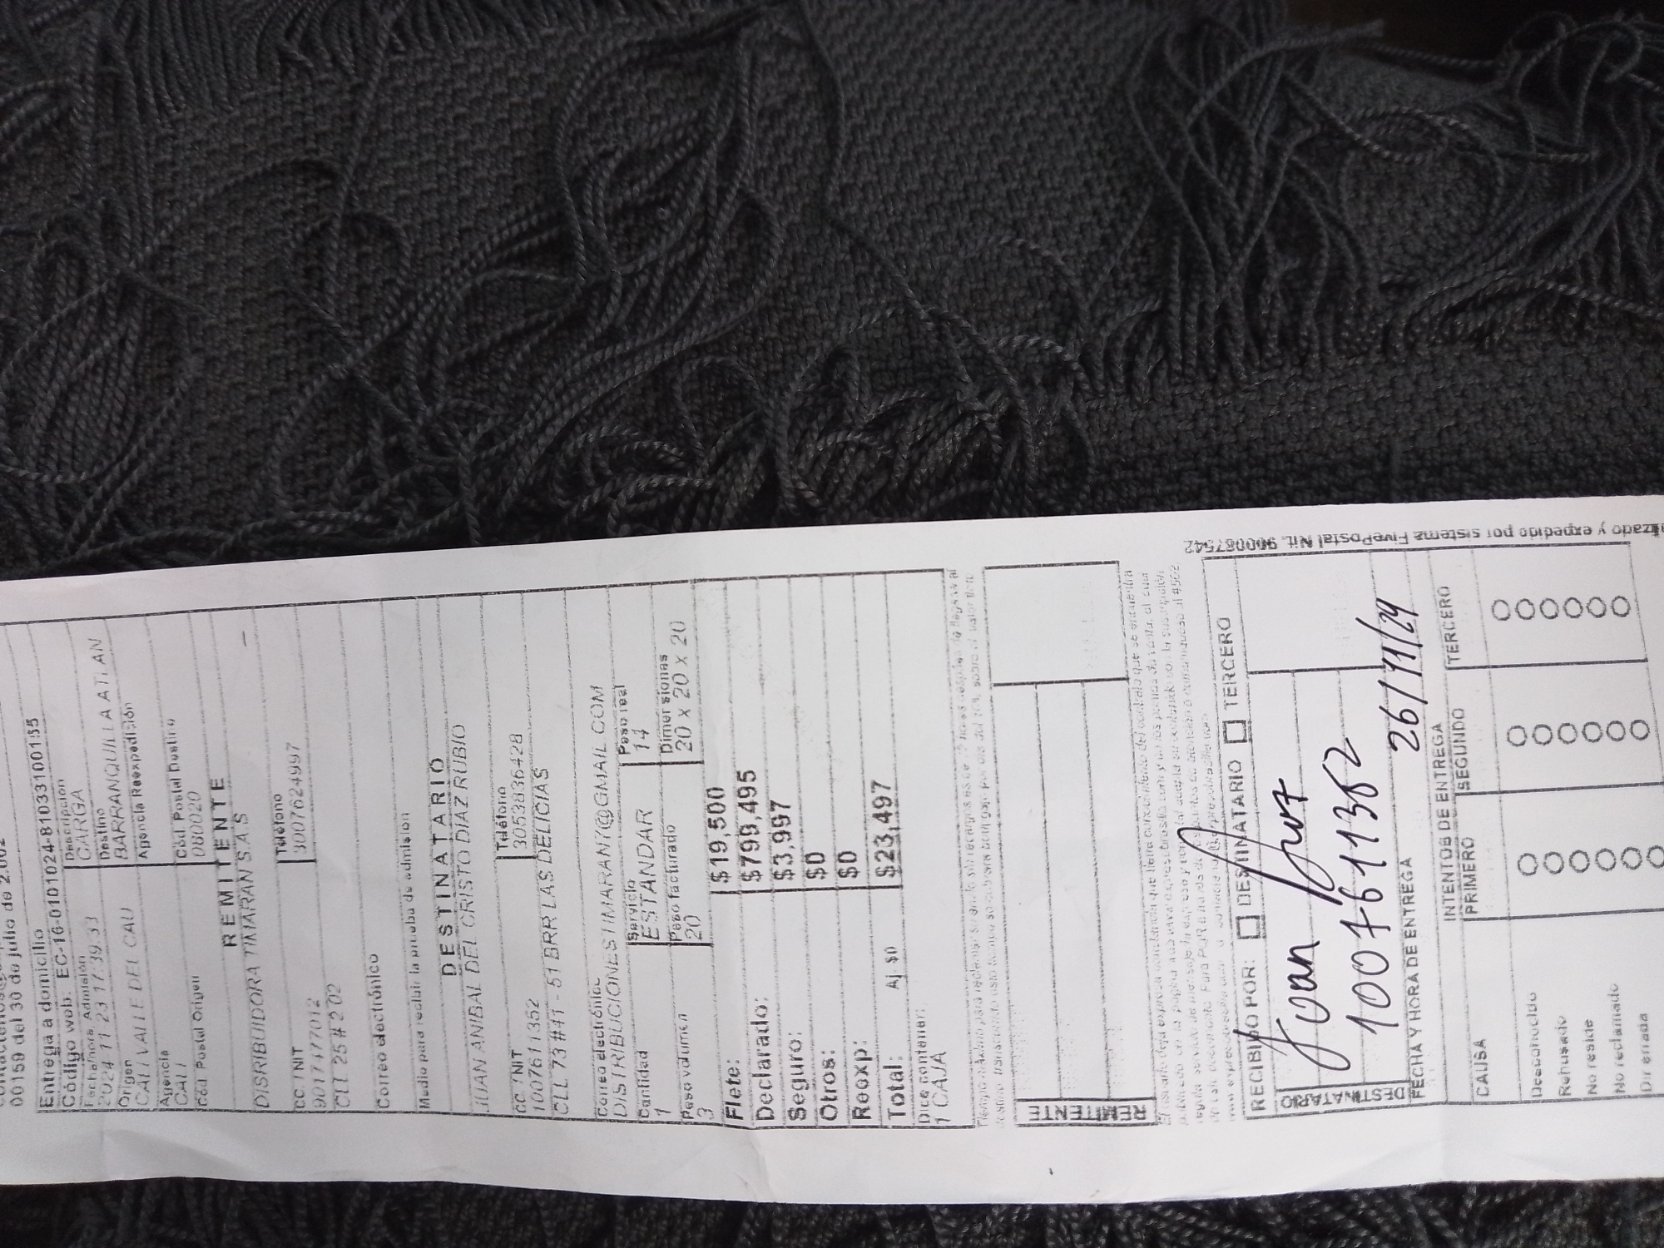 00159 del 30 de julio de 2.002
Entrega a domicilio
Código web. EC-16-0101024-81033100135
Fecha/hora Admisión
Descripción
2024 11 23 17:39:33
CARGA
Origen
Destino
CALI VALLE DEL CAU
BARRANQUILLA ATLAN
Agencia
Agencia Reexpedición
CALI
Cód. Postal Origen
Cód. Postal Destino
080020
REMITENTE
DISRIBUIDORA TIMARAN S.A.S
CC / NIT
Teléfono
901717012
3007624997
CLL 25 # 2 02
Correo electrónico
Medio para recibir la prueba de admision
DESTINATARIO
JUAN ANIBAL DEL CRISTO DIAZ RUBIO
CC / NIT
Teléfono
1007611352
3053836428
CLL 73 #41 - 51 BRR LAS DELICIAS
Correo electrónico
DISTRIBUCIONESTIMARAN7@GMAIL.COM
Cantidad
Servicio
Peso real
1
ESTANDAR
14
Peso volumen
Peso facturado
Dimensiones
3
20
20 x 20 x 20
Flete: $19,500
Declarado: $799,495
Seguro: $3,997
Otros: $0
Reexp: $0
Total: Aj $0 $23,497
Dice contener:
1 CAJA
REMITENTE
RECIBIDO POR: DESTINATARIO TERCERO
DESTINATARIO
Juan
1007611352
FECHA Y HORA DE ENTREGA 26/11/24
INTENTOS DE ENTREGA
CAUSA PRIMERO SEGUNDO TERCERO
Desconocido
Rehusado
No reside
No reclamado
Dir errada
y expedido por sistema FivePostal Nit. 900087542